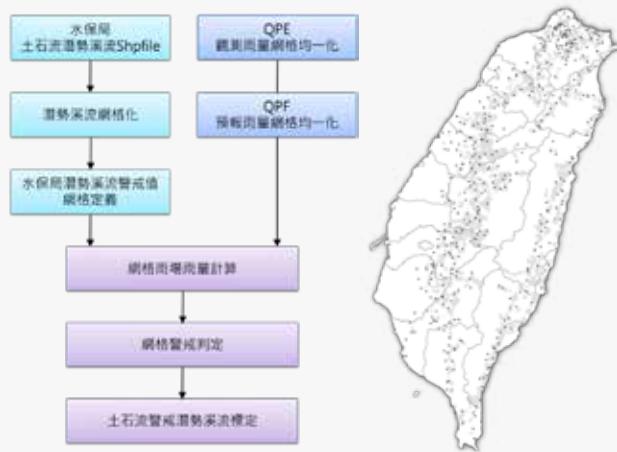 水保局
土石流潛勢溪流Shpfile
QPE
觀測雨量網格均一化
潛勢溪流網格化
QPF
預報雨量網格均一化
水保局潛勢溪流警戒值
網格定義
網格雨場雨量計算
網格警戒判定
土石流警戒潛勢溪流標定